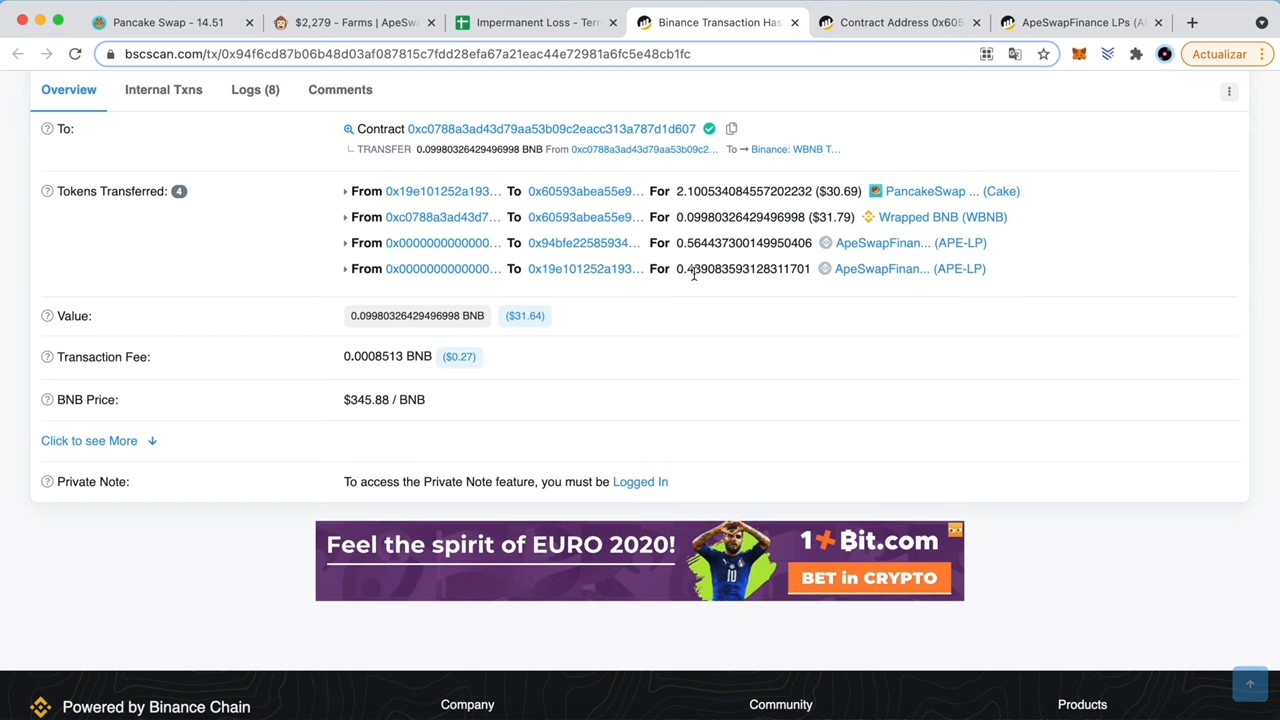 Pancake Swap - 14.51
$2,279 - Farms | ApeSw
Impermanent Loss - Terr
Binance Transaction Has
Contract Address 0x605
ApeSwapFinance LPs (A
bscscan.com/tx/0x94f6cd87b06b48d03af087815c7fdd28efa67a21eac44e72981a6fc5e48cb1fc
Actualizar
Overview Internal Txns Logs (8) Comments
To: Contract 0xc0788a3ad43d79aa53b09c2eacc313a787d1d607
TRANSFER 0.09980326429496998 BNB From 0xc0788a3ad43d79aa53b09c2... To → Binance: WBNB T...
Tokens Transferred: 4
From 0x19e101252a193... To 0x60593abea55e9... For 2.100534084557202232 ($30.69) PancakeSwap ... (Cake)
From 0xc0788a3ad43d7... To 0x60593abea55e9... For 0.09980326429496998 ($31.79) Wrapped BNB (WBNB)
From 0x0000000000000... To 0x94bfe22585934... For 0.564437300149950406 ApeSwapFinan... (APE-LP)
From 0x0000000000000... To 0x19e101252a193... For 0.439083593128311701 ApeSwapFinan... (APE-LP)
Value: 0.09980326429496998 BNB ($31.64)
Transaction Fee: 0.0008513 BNB ($0.27)
BNB Price: $345.88 / BNB
Click to see More
Private Note: To access the Private Note feature, you must be Logged In
Feel the spirit of EURO 2020!
10
1xBit.com
BET in CRYPTO
Powered by Binance Chain
Company
Community
Products